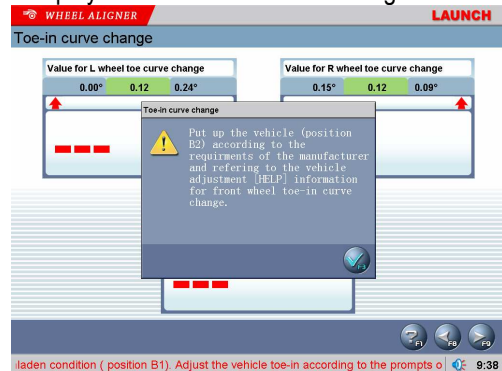 WHEEL ALIGNER
LAUNCH
Toe-in curve change
Value for L wheel toe curve change
0.00° 0.12 0.24°
Value for R wheel toe curve change
0.15° 0.12 0.09°
Toe-in curve change
Put up the vehicle (position
B2) according to the
requirments of the manufacturer
and refering to the vehicle
adjustment [HELP] information
for front wheel toe-in curve
change.
F1 F8 F9
laden condition ( position B1). Adjust the vehicle toe-in according to the prompts o
9:38